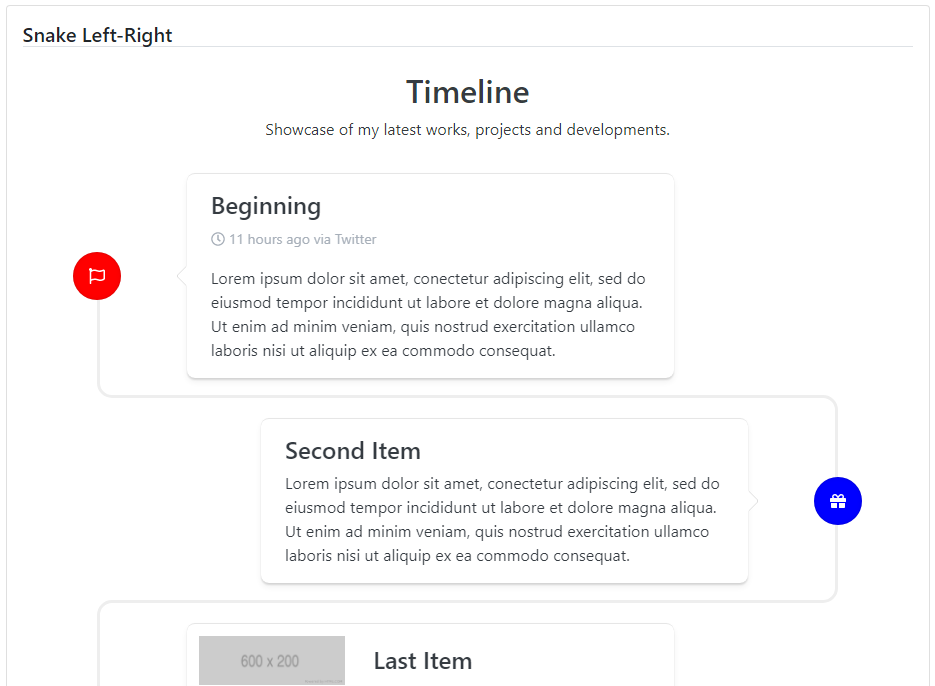 Snake Left-Right
Timeline
Showcase of my latest works, projects and developments.
Beginning
11 hours ago via Twitter
Lorem ipsum dolor sit amet, conectetur adipiscing elit, sed do
eiusmod tempor incididunt ut labore et dolore magna aliqua.
Ut enim ad minim veniam, quis nostrud exercitation ullamco
laboris nisi ut aliquip ex ea commodo consequat.
Second Item
Lorem ipsum dolor sit amet, conectetur adipiscing elit, sed do
eiusmod tempor incididunt ut labore et dolore magna aliqua.
Ut enim ad minim veniam, quis nostrud exercitation ullamco
laboris nisi ut aliquip ex ea commodo consequat.
600 x 200
Last Item